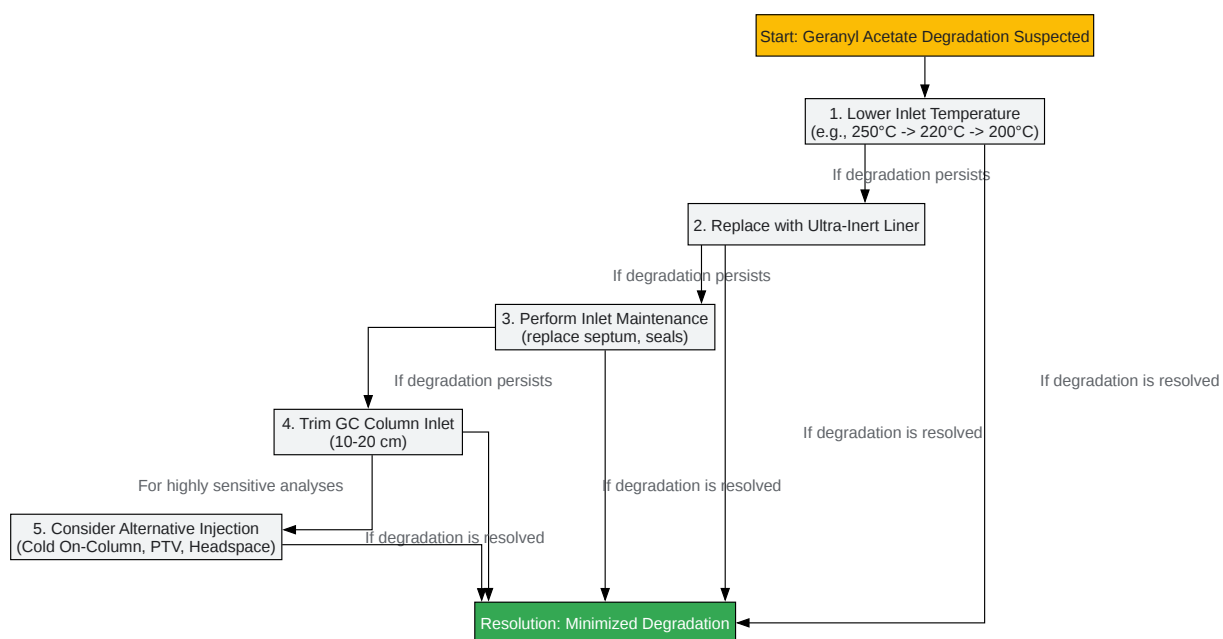 Start: Geranyl Acetate Degradation Suspected
1. Lower Inlet Temperature
(e.g., 250°C -> 220°C -> 200°C)
If degradation persists
2. Replace with Ultra-Inert Liner
If degradation persists
3. Perform Inlet Maintenance
(replace septum, seals)
If degradation persists
If degradation is resolved
4. Trim GC Column Inlet
(10-20 cm)
If degradation is resolved
For highly sensitive analyses
If degradation is resolved
5. Consider Alternative Injection
(Cold On-Column, PTV, Headspace)
If degradation is resolved
Resolution: Minimized Degradation